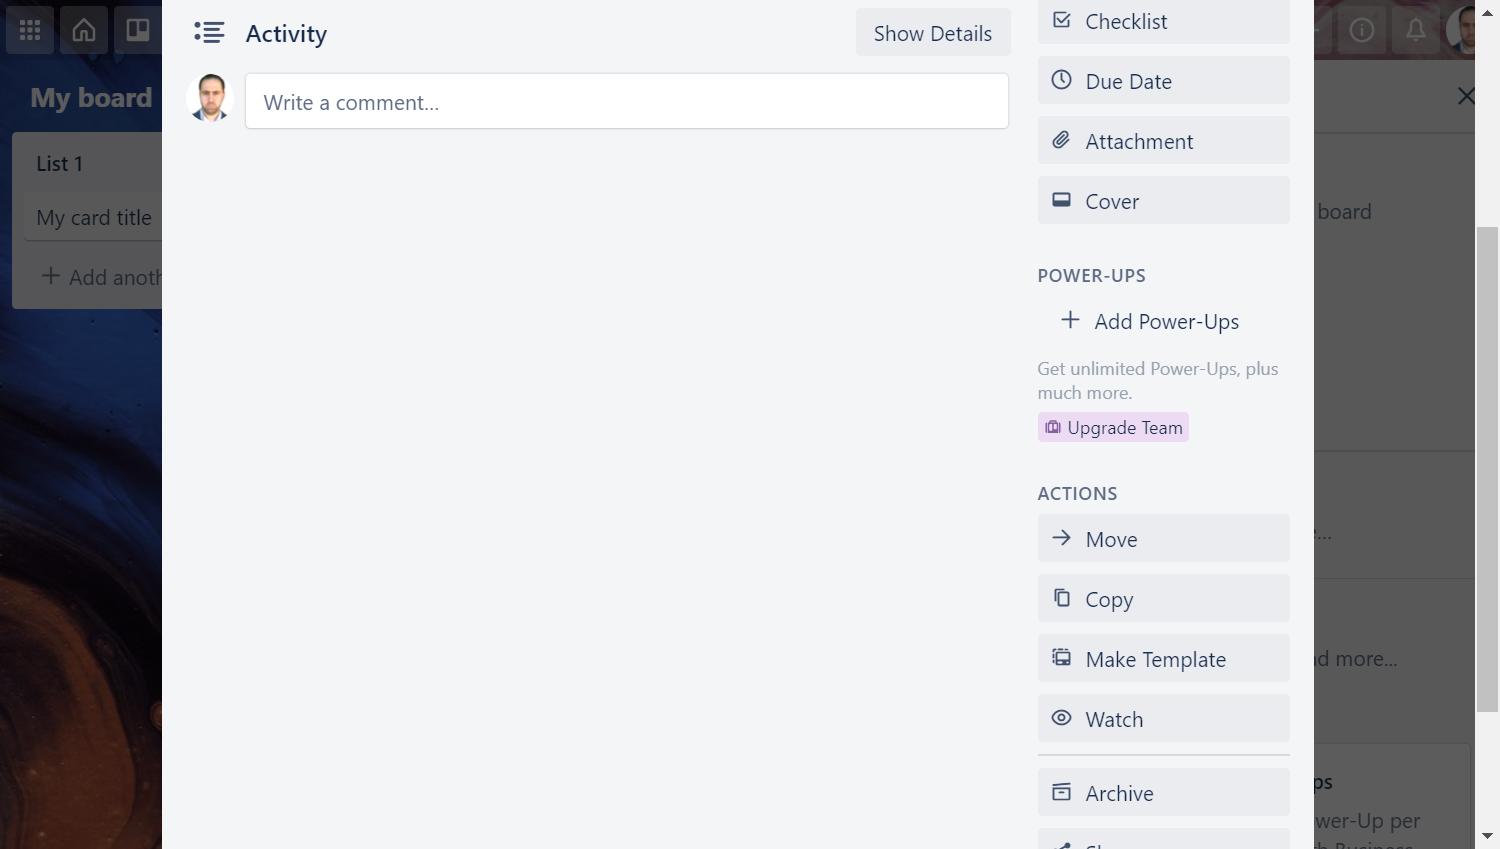 My board
List 1
My card title
Add anoth
Activity
Show Details
Write a comment...
Checklist
Due Date
Attachment
Cover
POWER-UPS
Add Power-Ups
Get unlimited Power-Ups, plus
much more.
Upgrade Team
ACTIONS
Move
Copy
Make Template
Watch
Archive
board
e...
d more...
ps
wer-Up per